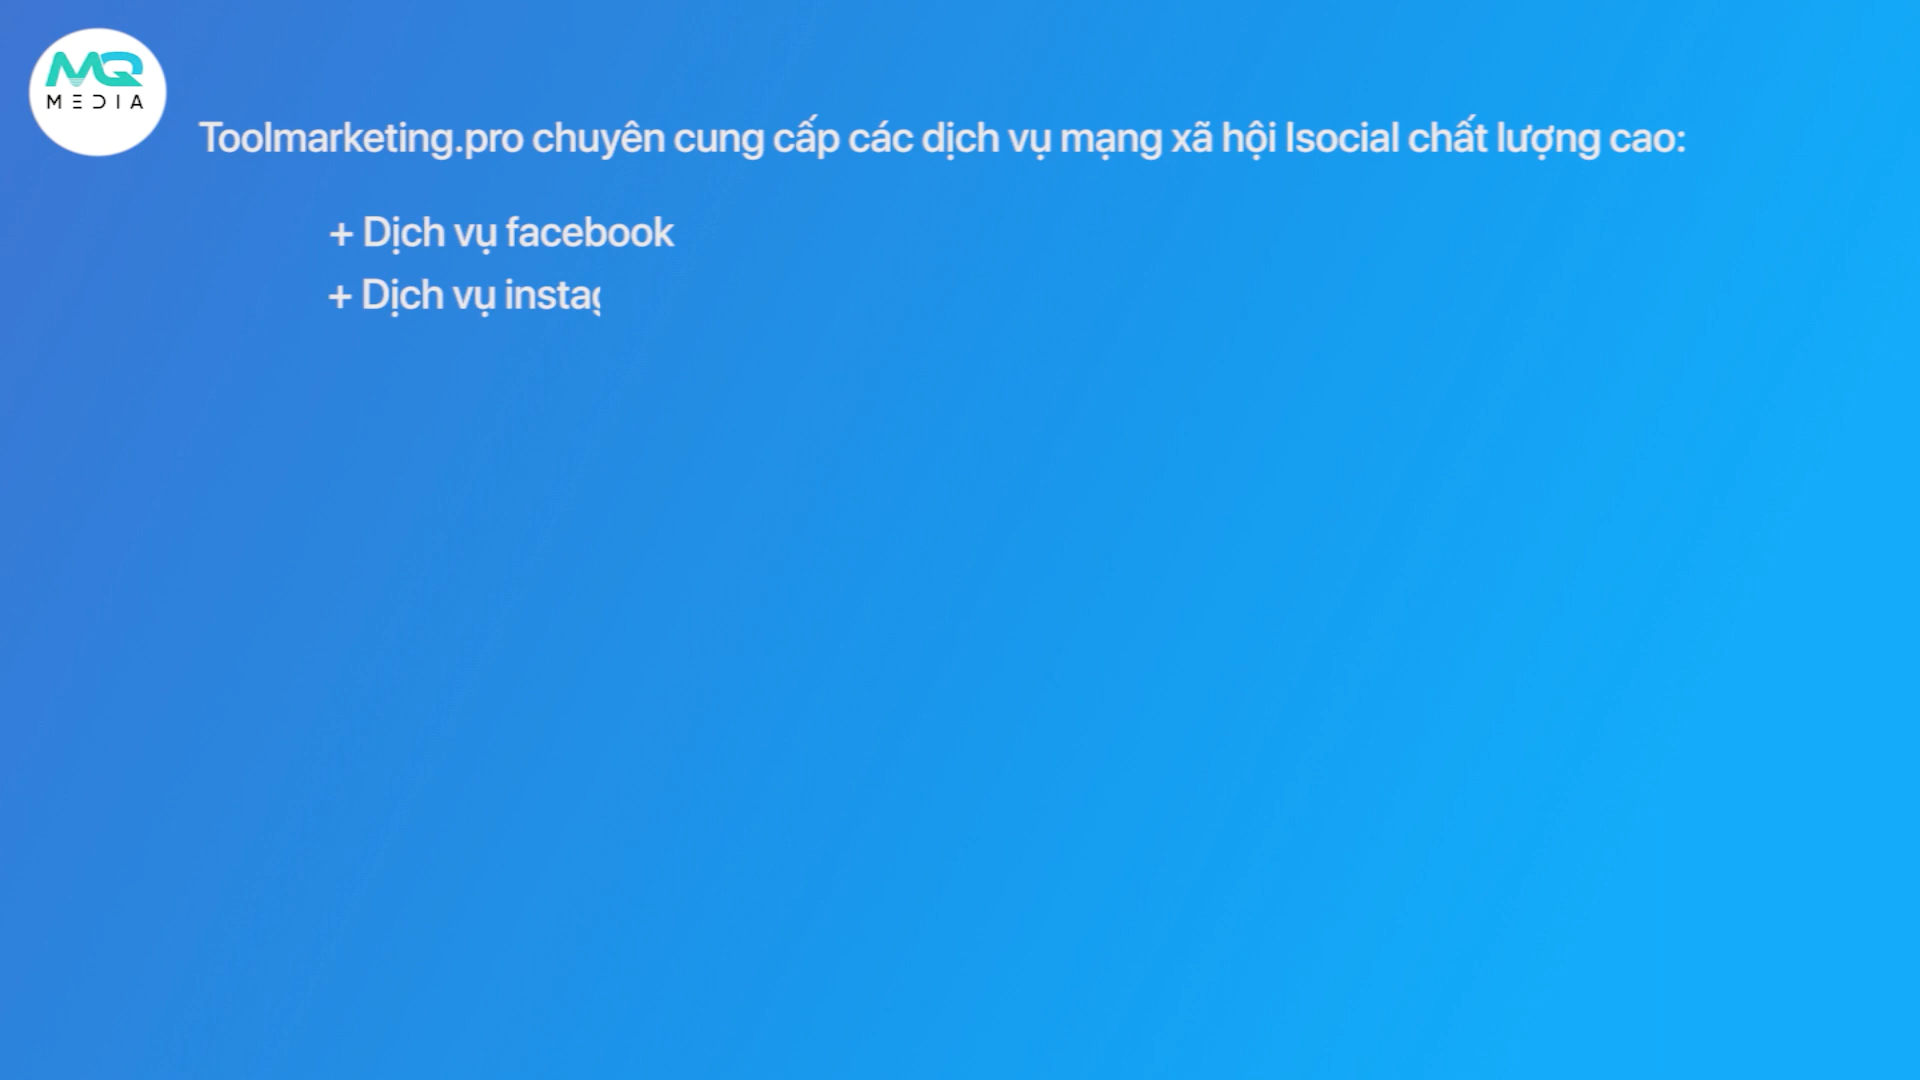 MQ
MEDIA
Toolmarketing.pro chuyên cung cấp các dịch vụ mạng xã hội Isocial chất lượng cao:
+ Dịch vụ facebook
+ Dịch vụ instag